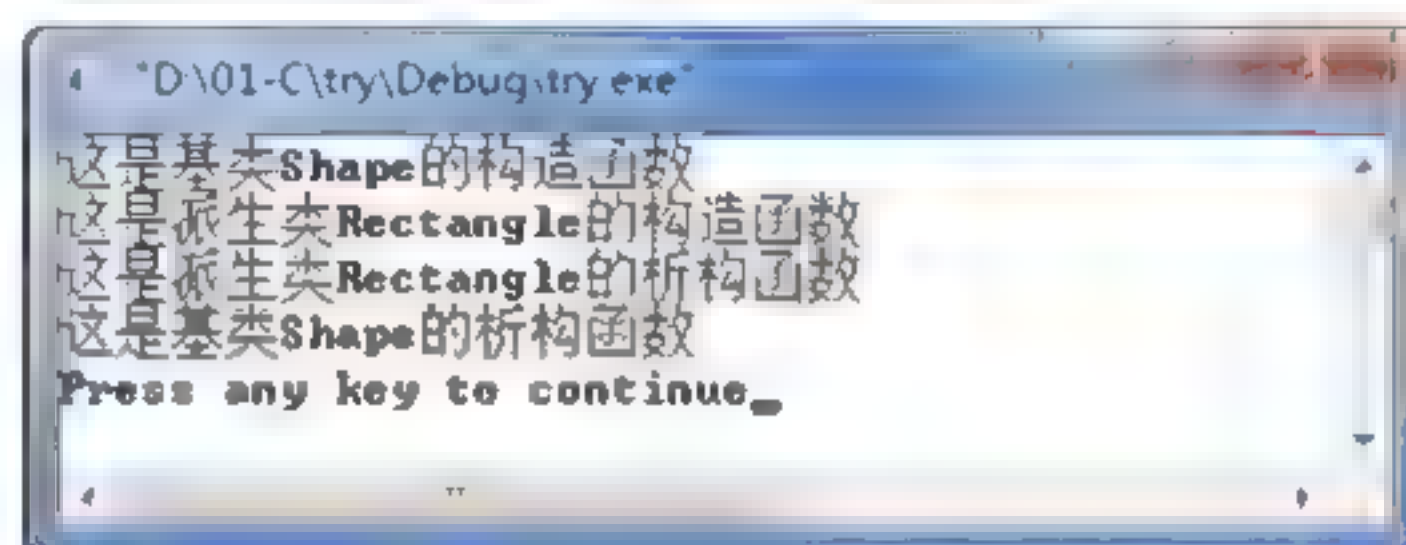 "D:\01-C\try\Debug\try.exe"
这是基类Shape的构造函数
这是派生类Rectangle的构造函数
这是派生类Rectangle的析构函数
这是基类Shape的析构函数
Press any key to continue_